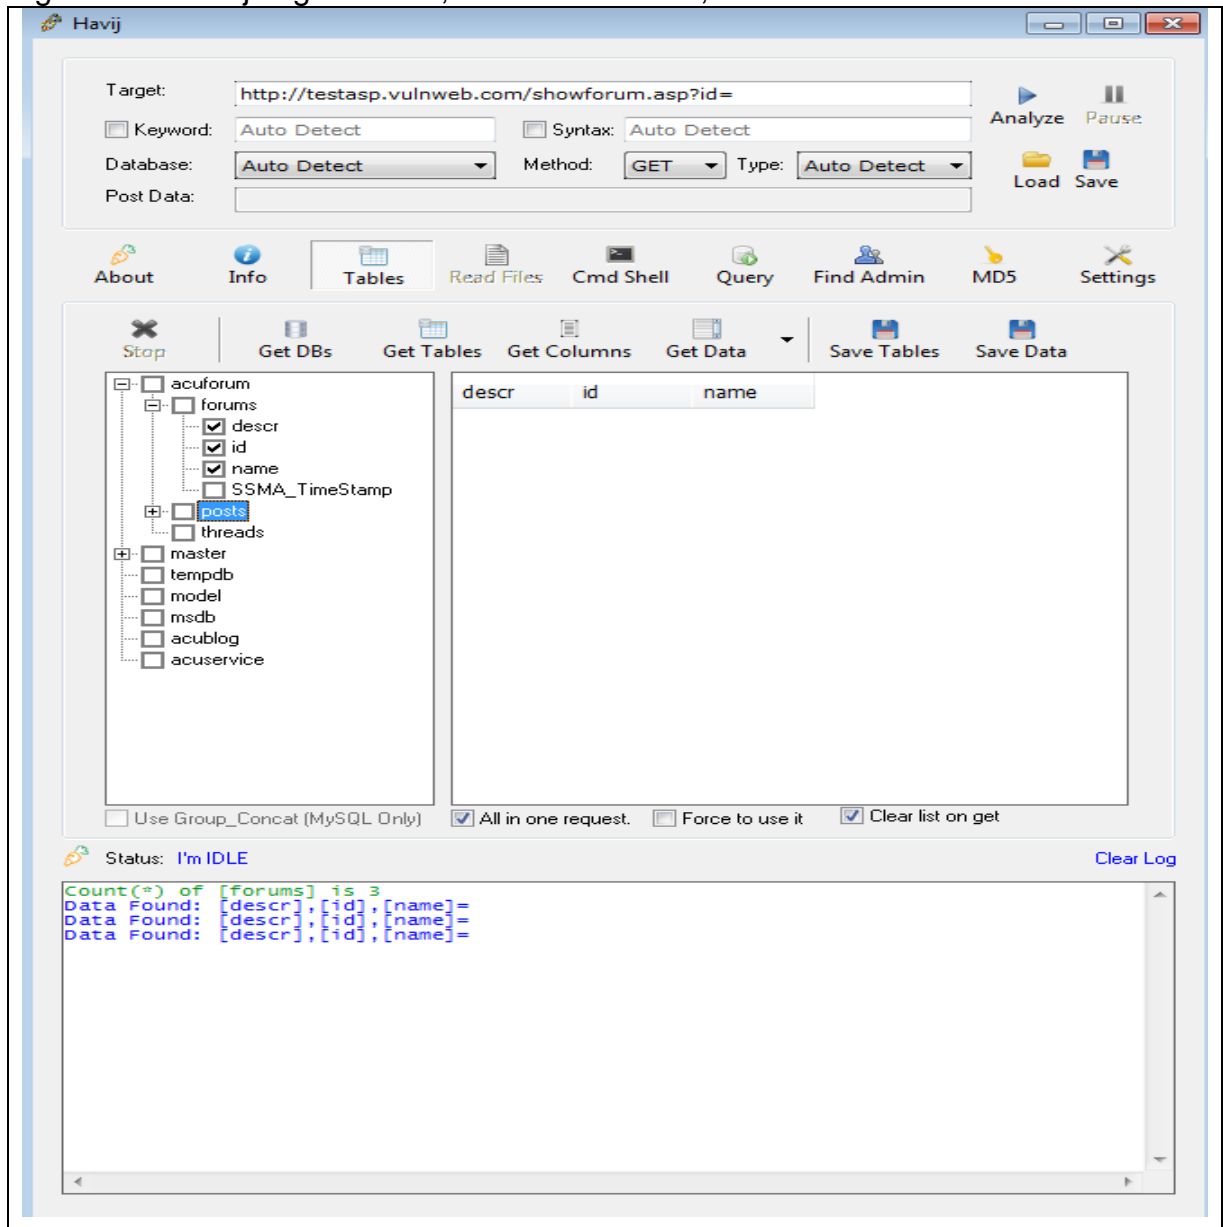 Havij
Target: http://testasp.vulnweb.com/showforum.asp?id=
Analyze Pause
Keyword: Auto Detect Syntax: Auto Detect
Database: Auto Detect Method: GET Type: Auto Detect
Load Save
Post Data:
About Info Tables Read Files Cmd Shell Query Find Admin MD5 Settings
Stop Get DBs Get Tables Get Columns Get Data Save Tables Save Data
acuforum
forums
descr
id
name
SSMA_TimeStamp
posts
threads
master
tempdb
model
msdb
acublog
acuservice
descr id name
Use Group_Concat (MySQL Only) All in one request. Force to use it Clear list on get
Status: I'm IDLE Clear Log
Count(*) of [forums] is 3
Data Found: [descr],[id],[name]=
Data Found: [descr],[id],[name]=
Data Found: [descr],[id],[name]=